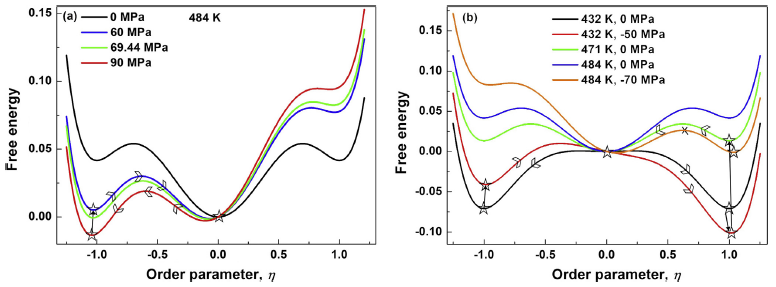 (a)
484 K
0 MPa
60 MPa
69.44 MPa
90 MPa
Free energy
0.15
0.10
0.05
0.00
-1.0
-0.5
0.0
0.5
1.0
Order parameter, η
(b)
432 K, 0 MPa
432 K, -50 MPa
471 K, 0 MPa
484 K, 0 MPa
484 K, -70 MPa
Free energy
0.15
0.10
0.05
0.00
-0.05
-0.10
-1.0
-0.5
0.0
0.5
1.0
Order parameter, η